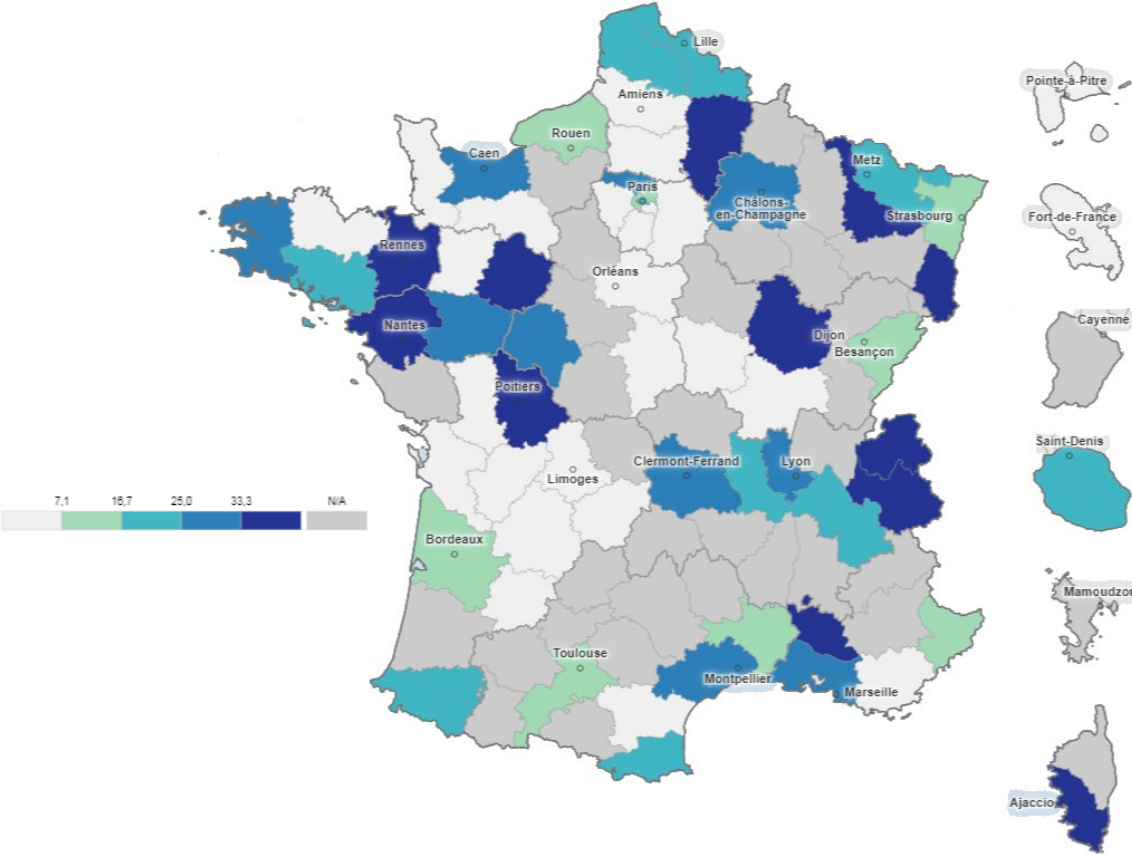 Lille
Pointe-à-Pitre
Amiens
Rouen
Caen
Metz
Paris
Châlons-
en-Champagne
Strasbourg
Fort-de-France
Rennes
Orléans
Cayenne
Nantes
Dijon
Besançon
Poitiers
Saint-Denis
Clermont-Ferrand
Lyon
Limoges
7,1 16,7 25,0 33,3 N/A
Bordeaux
Mamoudzou
Toulouse
Montpellier
Marseille
Ajaccio